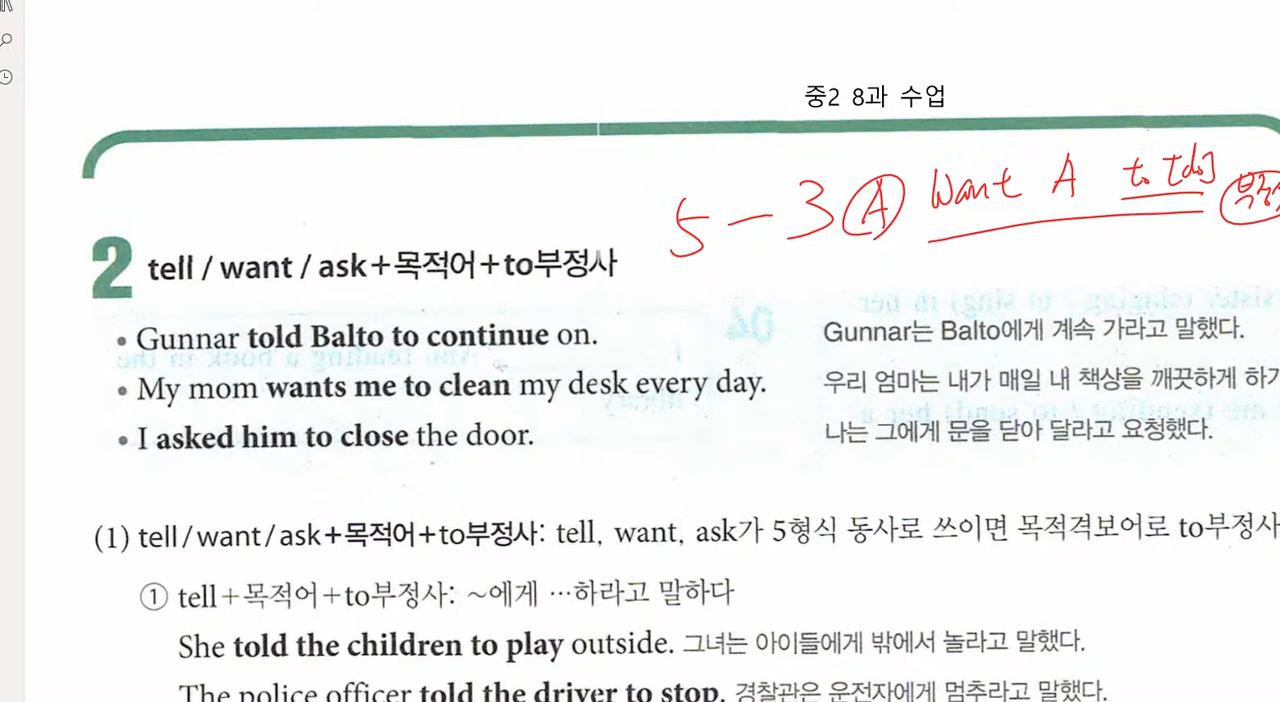 중2 8과 수업
5-3 Ⓐ Want A to [do]
2 tell / want / ask+목적어+to부정사
• Gunnar told Balto to continue on. Gunnar는 Balto에게 계속 가라고 말했다.
• My mom wants me to clean my desk every day. 우리 엄마는 내가 매일 내 책상을 깨끗하게 하기
• I asked him to close the door. 나는 그에게 문을 닫아 달라고 요청했다.
(1) tell/want/ask+목적어+to부정사: tell, want, ask가 5형식 동사로 쓰이면 목적격보어로 to부정사
① tell+목적어+to부정사: ~에게 …하라고 말하다
She told the children to play outside. 그녀는 아이들에게 밖에서 놀라고 말했다.
The police officer told the driver to stop. 경찰관은 운전자에게 멈추라고 말했다.